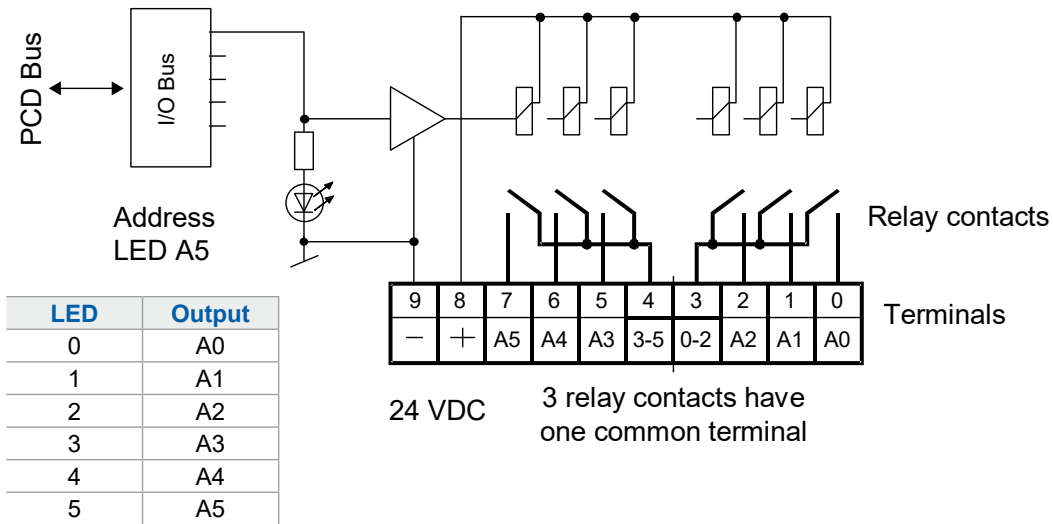 PCD Bus
I/O Bus
Address
LED A5
Relay contacts
9 8 7 6 5 4 3 2 1 0
− + A5 A4 A3 3-5 0-2 A2 A1 A0
Terminals
24 VDC
3 relay contacts have
one common terminal
LED Output
0 A0
1 A1
2 A2
3 A3
4 A4
5 A5